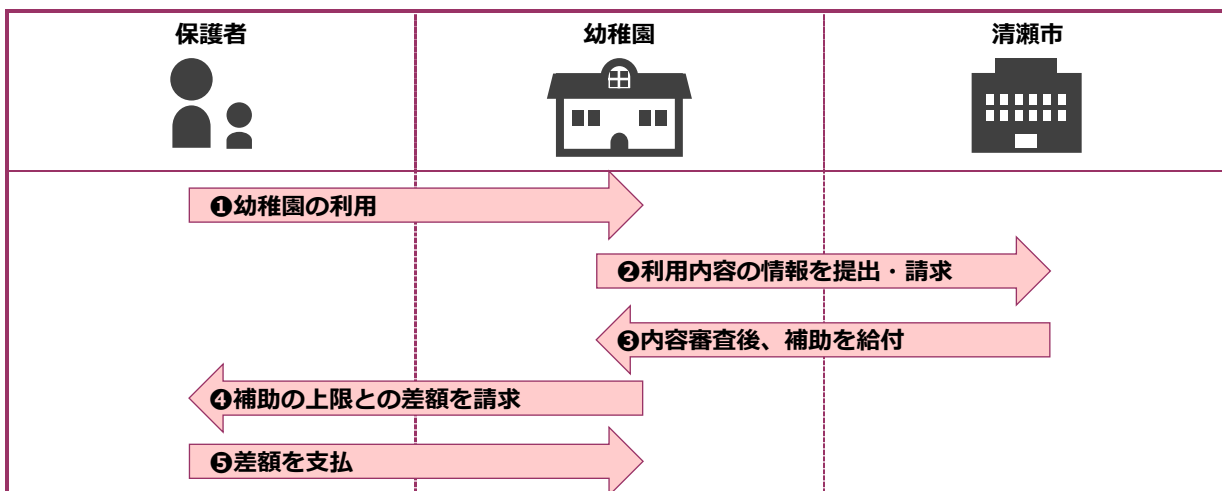 保護者
幼稚園
清瀬市
❶幼稚園の利用
❷利用内容の情報を提出・請求
❸内容審査後、補助を給付
❹補助の上限との差額を請求
❺差額を支払